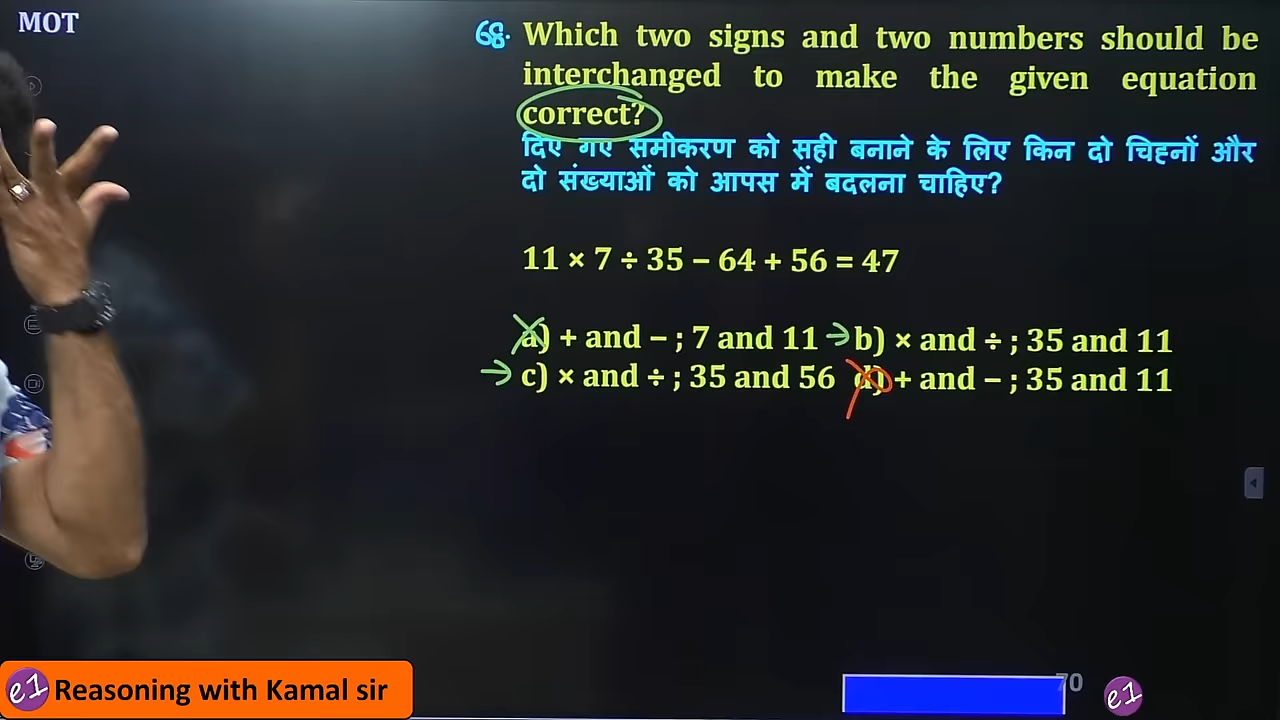 MOT
68. Which two signs and two numbers should be
interchanged to make the given equation
correct?
दिए गए समीकरण को सही बनाने के लिए किन दो चिह्नों और
दो संख्याओं को आपस में बदलना चाहिए?
11 × 7 ÷ 35 − 64 + 56 = 47
a) + and − ; 7 and 11 b) × and ÷ ; 35 and 11
c) × and ÷ ; 35 and 56 d) + and − ; 35 and 11
70
e1 Reasoning with Kamal sir
e1